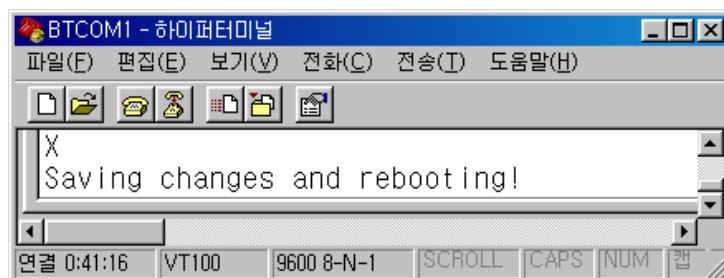 BTCOM1 - 하이퍼터미널
파일(F) 편집(E) 보기(V) 전화(C) 전송(T) 도움말(H)
X
Saving changes and rebooting!
연결 0:41:16 VT100 9600 8-N-1 SCROLL CAPS NUM 캡